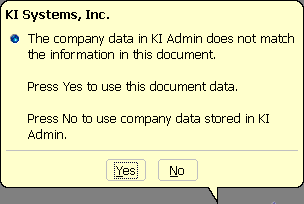 KI Systems, Inc.
The company data in KI Admin does not match
the information in this document.
Press Yes to use this document data.
Press No to use company data stored in KI
Admin.
Yes
No